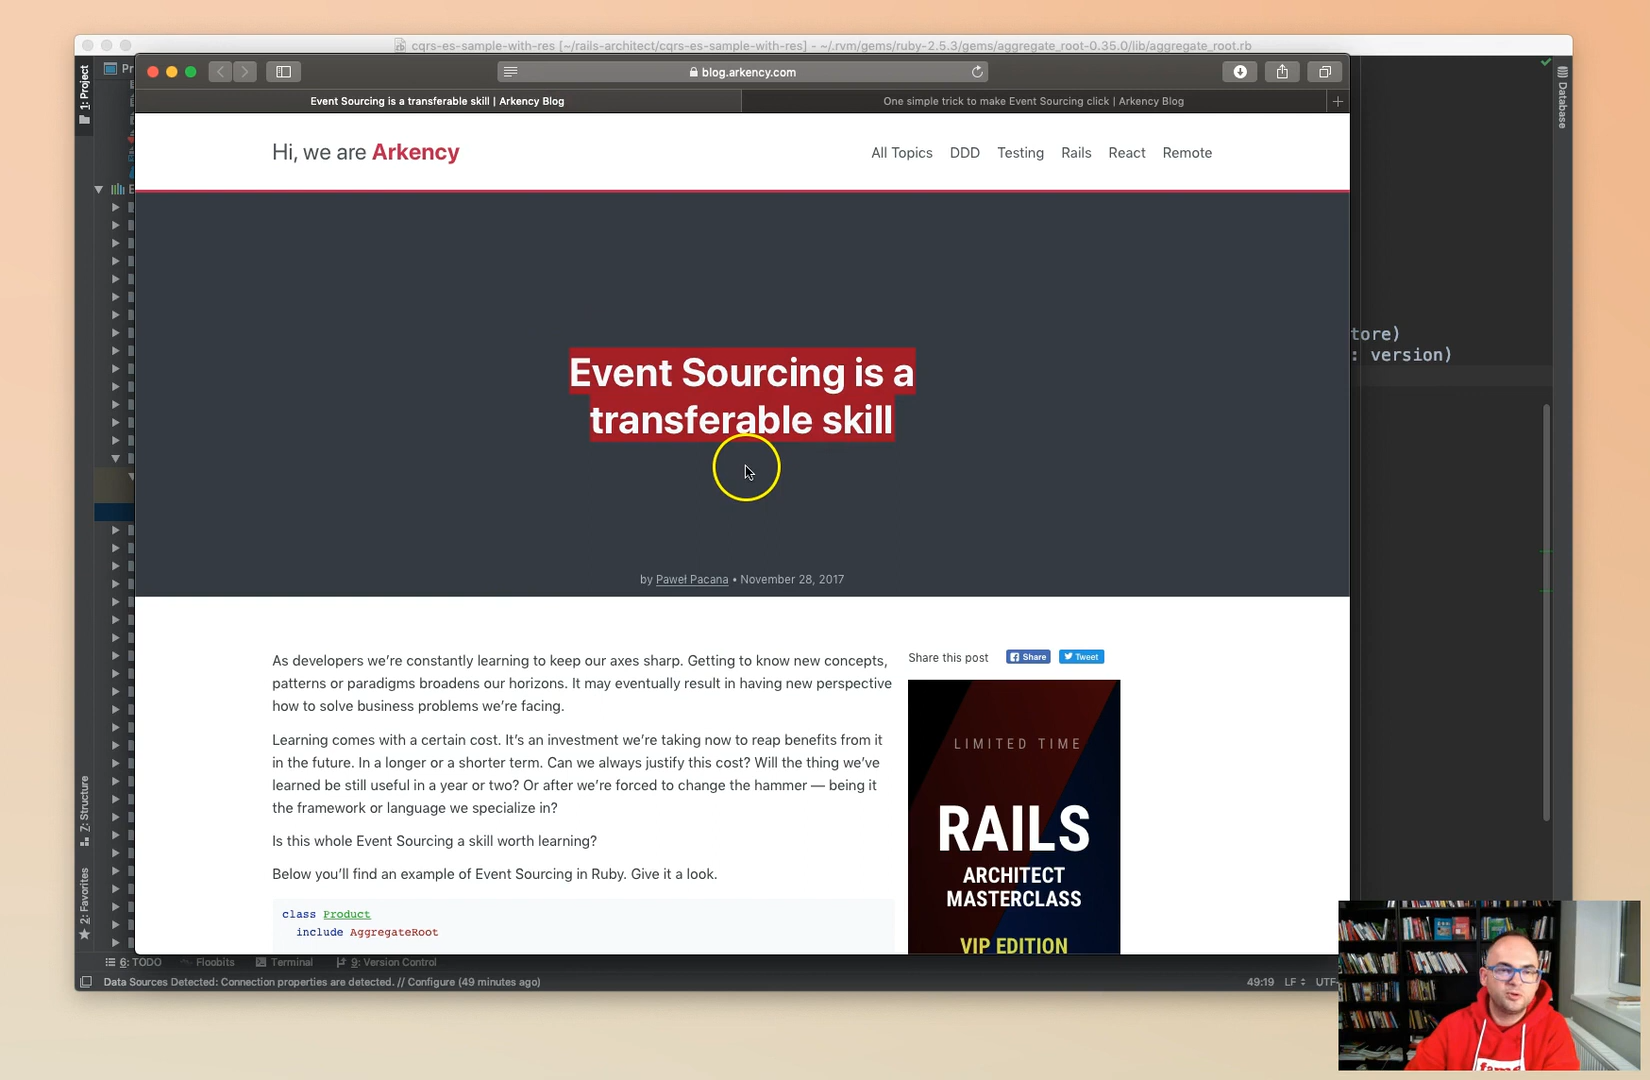 cqrs-es-sample-with-res [~/rails-architect/cqrs-es-sample-with-res] - ~/.rvm/gems/ruby-2.5.3/gems/aggregate_root-0.35.0/lib/aggregate_root.rb
blog.arkency.com
Event Sourcing is a transferable skill | Arkency Blog
One simple trick to make Event Sourcing click | Arkency Blog
1: Project
Pr
Database
Hi, we are Arkency
All Topics DDD Testing Rails React Remote
E
tore)
: version)
Event Sourcing is a
transferable skill
by Paweł Pacana • November 28, 2017
As developers we’re constantly learning to keep our axes sharp. Getting to know new concepts,
patterns or paradigms broadens our horizons. It may eventually result in having new perspective
how to solve business problems we’re facing.
Learning comes with a certain cost. It’s an investment we’re taking now to reap benefits from it
in the future. In a longer or a shorter term. Can we always justify this cost? Will the thing we’ve
learned be still useful in a year or two? Or after we’re forced to change the hammer — being it
the framework or language we specialize in?
Is this whole Event Sourcing a skill worth learning?
Below you’ll find an example of Event Sourcing in Ruby. Give it a look.
class Product
include AggregateRoot
Share this post
Share
Tweet
LIMITED TIME
RAILS
ARCHITECT
MASTERCLASS
VIP EDITION
7: Structure
2: Favorites
6: TODO
Floobits
Terminal
9: Version Control
Data Sources Detected: Connection properties are detected. // Configure (49 minutes ago)
49:19 LF UTF-